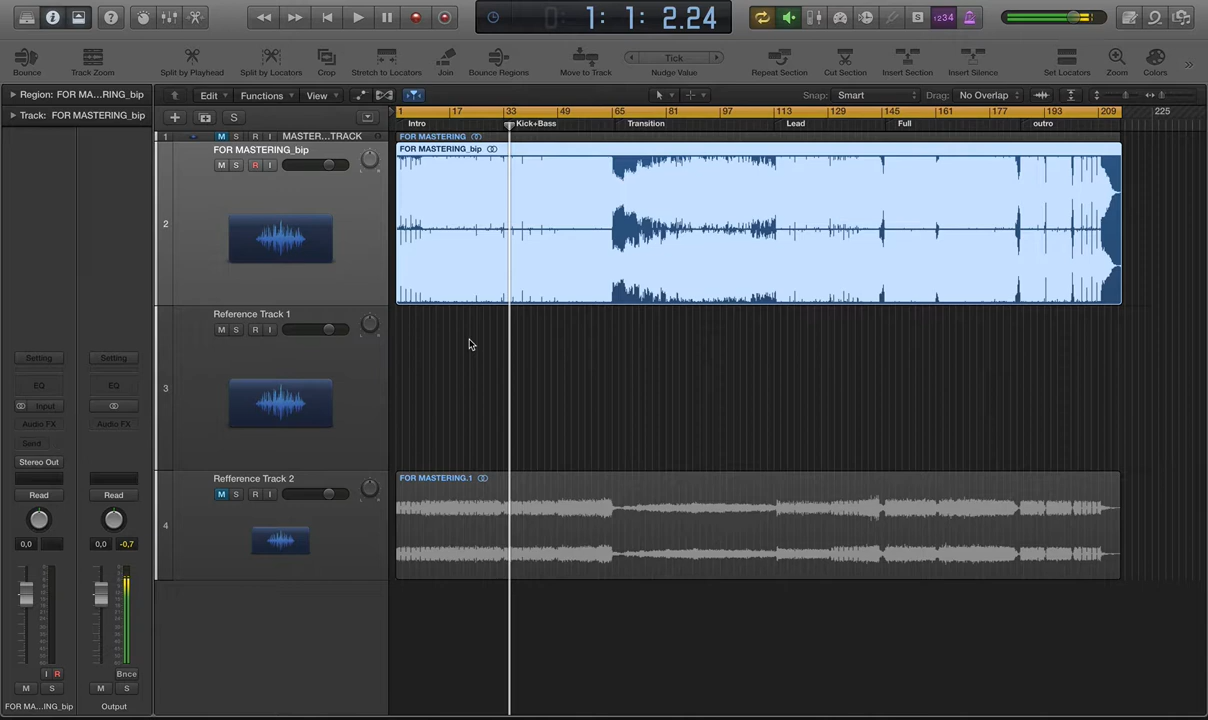 1: 1: 2.24
1234
S
Bounce
Track Zoom
Split by Playhead
Split by Locators
Crop
Stretch to Locators
Join
Bounce Regions
Move to Track
Tick
Nudge Value
Repeat Section
Cut Section
Insert Section
Insert Silence
Set Locators
Zoom
Colors
Region: FOR MA...RING_bip
Edit
Functions
View
Snap: Smart
Drag: No Overlap
Track: FOR MASTERING_bip
S
1 17 33 49 65 81 97 113 129 145 161 177 193 209 225
Intro
Kick+Bass
Transition
Lead
Full
outro
1 M S R I MASTER...TRACK
FOR MASTERING
FOR MASTERING_bip
M S R I
2
FOR MASTERING_bip
Reference Track 1
M S R I
3
Refference Track 2
M S R I
4
FOR MASTERING.1
Setting
Setting
EQ
EQ
Input
Audio FX
Audio FX
Send
Stereo Out
Read
Read
0,0
0,0 -0,7
I R
Bnce
M S
M S
FOR MA...ING_bip
Output